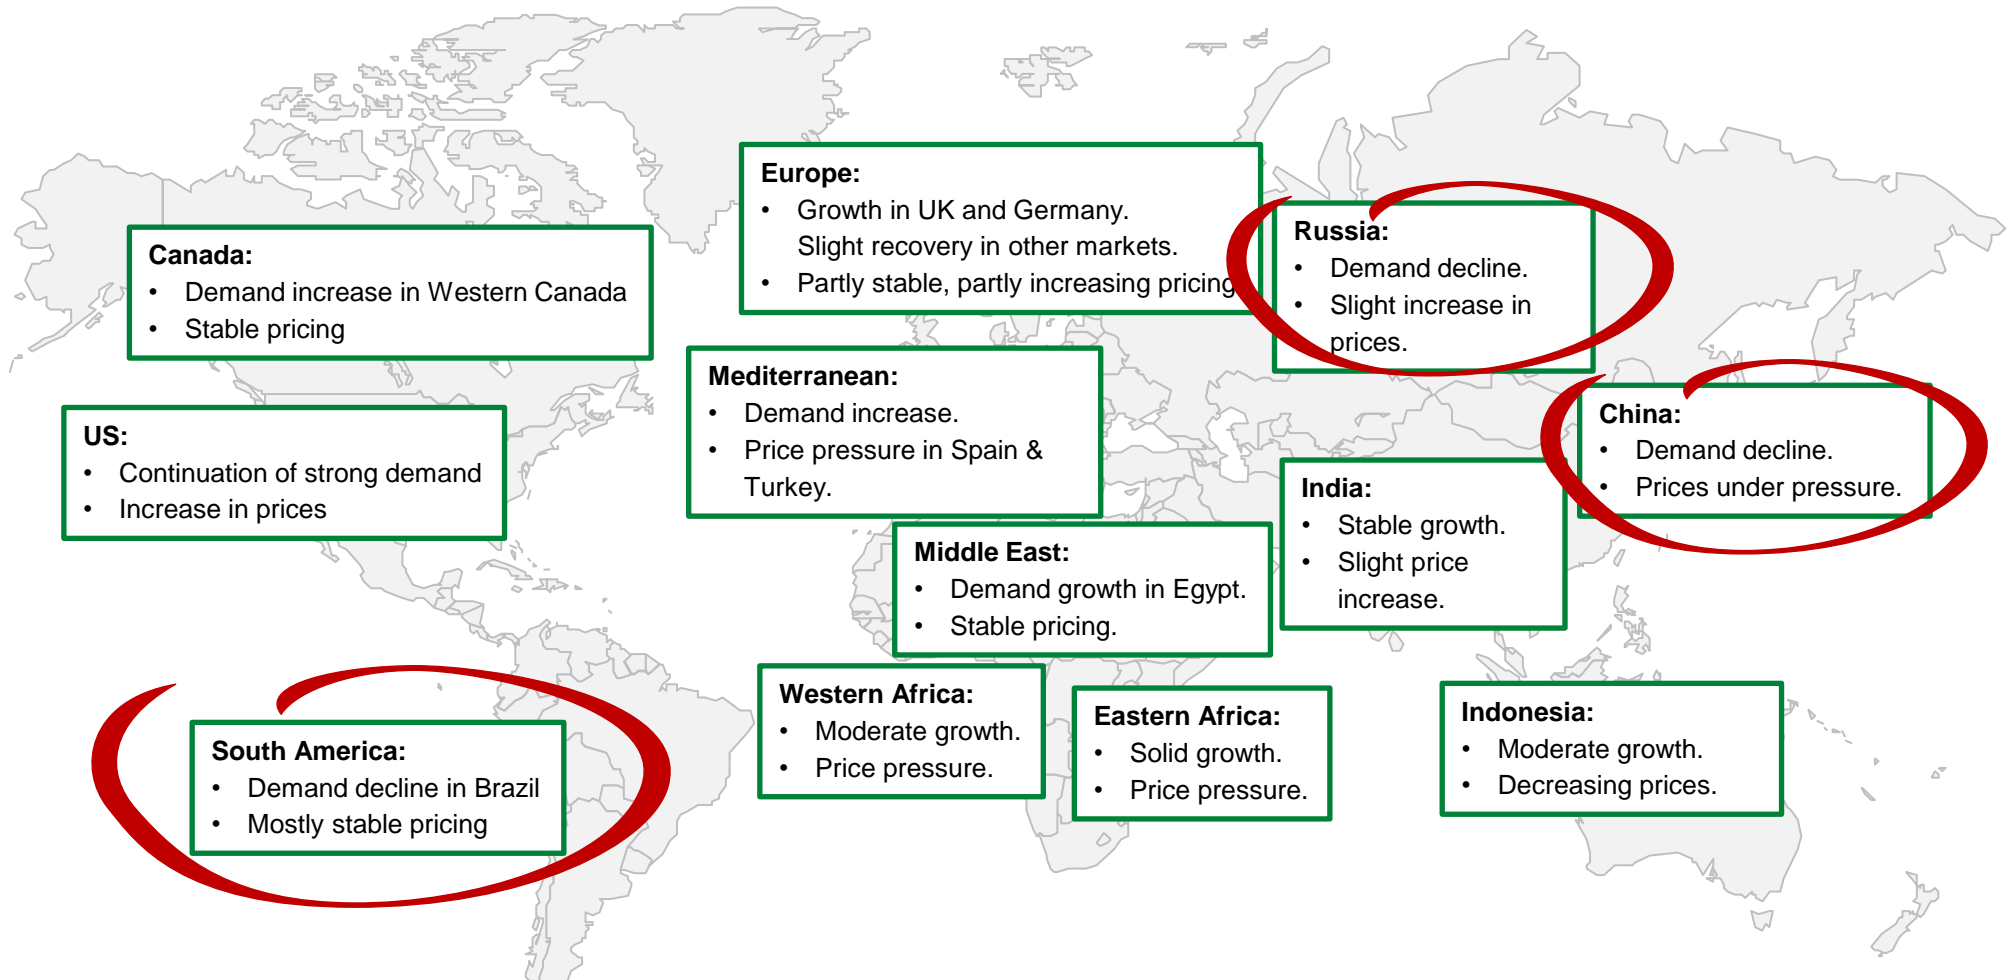 Europe:
• Growth in UK and Germany.
Slight recovery in other markets.
• Partly stable, partly increasing pricing
Russia:
• Demand decline.
• Slight increase in
prices.
Canada:
• Demand increase in Western Canada
• Stable pricing
Mediterranean:
• Demand increase.
• Price pressure in Spain &
Turkey.
China:
• Demand decline.
• Prices under pressure.
US:
• Continuation of strong demand
• Increase in prices
India:
• Stable growth.
• Slight price
increase.
Middle East:
• Demand growth in Egypt.
• Stable pricing.
Western Africa:
• Moderate growth.
• Price pressure.
Eastern Africa:
• Solid growth.
• Price pressure.
Indonesia:
• Moderate growth.
• Decreasing prices.
South America:
• Demand decline in Brazil
• Mostly stable pricing